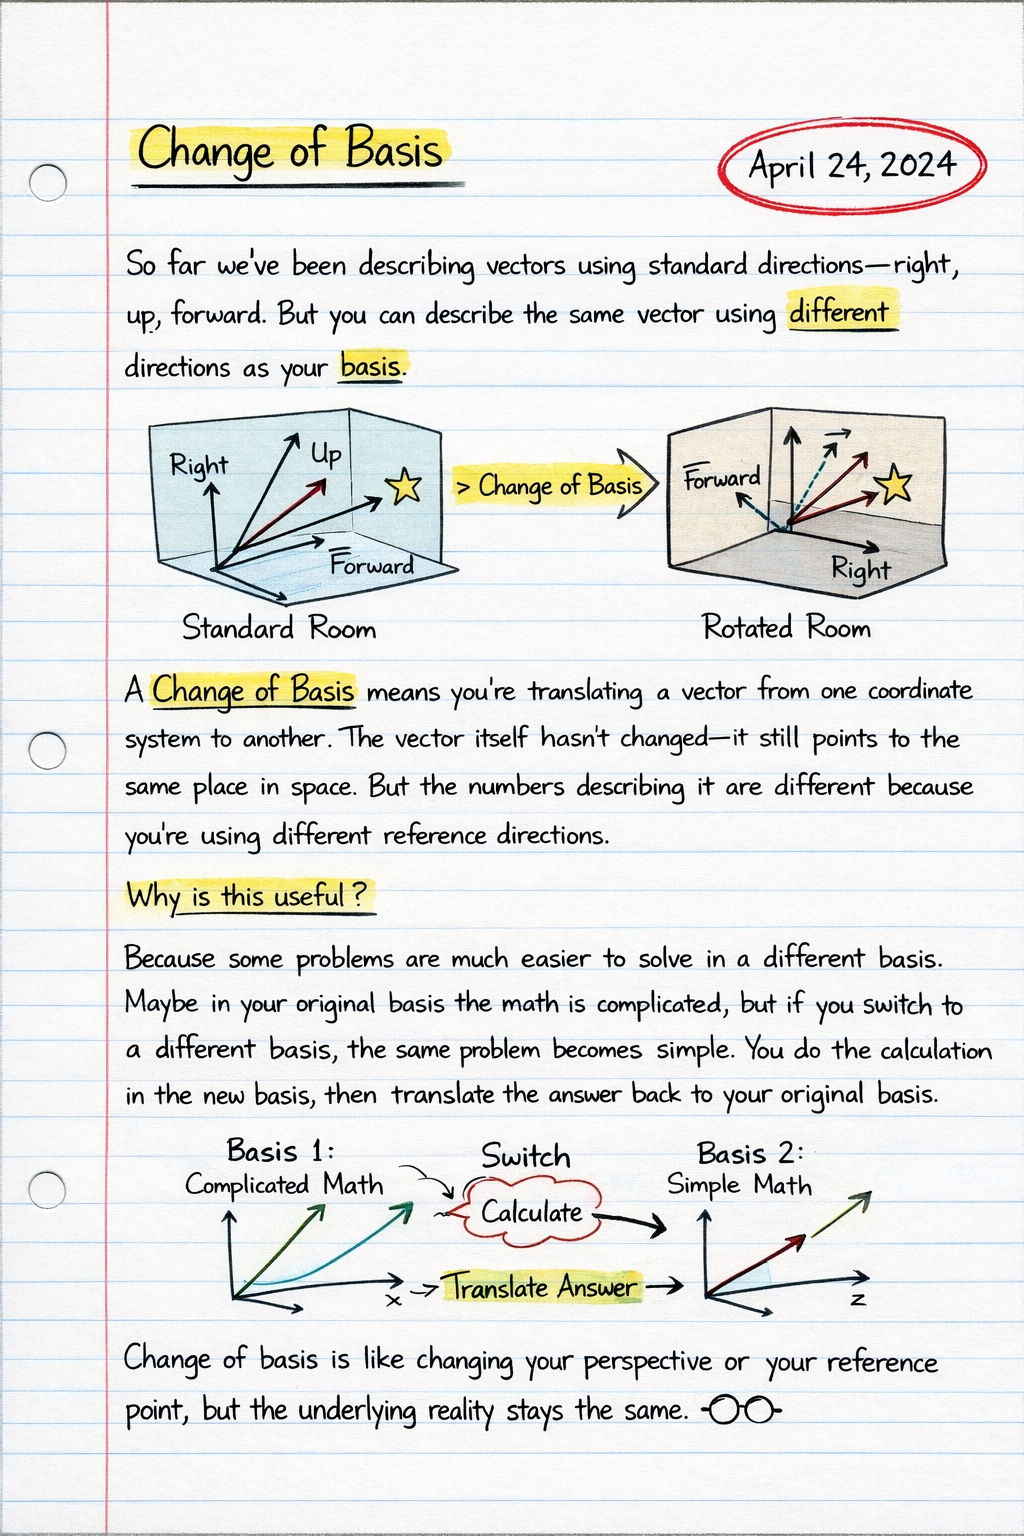 Change of Basis
April 24, 2024
So far we've been describing vectors using standard directions—right,
up, forward. But you can describe the same vector using different
directions as your basis.
Right
Up
Forward
> Change of Basis
Forward
Right
Standard Room
Rotated Room
A Change of Basis means you're translating a vector from one coordinate
system to another. The vector itself hasn't changed—it still points to the
same place in space. But the numbers describing it are different because
you're using different reference directions.
Why is this useful?
Because some problems are much easier to solve in a different basis.
Maybe in your original basis the math is complicated, but if you switch to
a different basis, the same problem becomes simple. You do the calculation
in the new basis, then translate the answer back to your original basis.
Basis 1:
Complicated Math
Switch
Calculate
Basis 2:
Simple Math
x
Translate Answer
z
Change of basis is like changing your perspective or your reference
point, but the underlying reality stays the same.